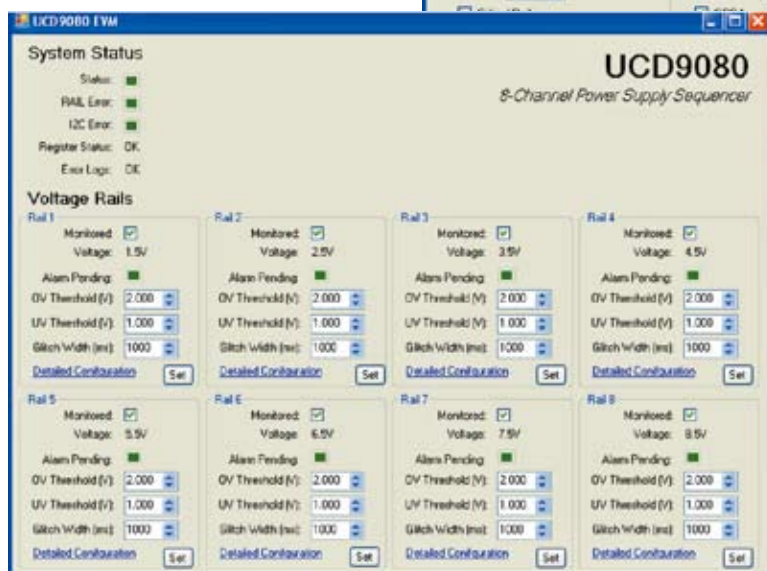 UCD9080 EVM
System Status
UCD9080
8-Channel Power Supply Sequencer
Status:
RAIL Error:
I2C Error:
Register Status: OK
Error Logs: OK
Voltage Rails
Rail 1
Monitored:
Voltage: 1.5V
Alarm Pending:
OV Threshold (V): 2.000
UV Threshold (V): 1.000
Glitch Width (ms): 1000
Detailed Configuration Set
Rail 2
Monitored:
Voltage: 2.5V
Alarm Pending:
OV Threshold (V): 2.000
UV Threshold (V): 1.000
Glitch Width (ms): 1000
Detailed Configuration Set
Rail 3
Monitored:
Voltage: 3.5V
Alarm Pending:
OV Threshold (V): 2.000
UV Threshold (V): 1.000
Glitch Width (ms): 1000
Detailed Configuration Set
Rail 4
Monitored:
Voltage: 4.5V
Alarm Pending:
OV Threshold (V): 2.000
UV Threshold (V): 1.000
Glitch Width (ms): 1000
Detailed Configuration Set
Rail 5
Monitored:
Voltage: 5.5V
Alarm Pending:
OV Threshold (V): 2.000
UV Threshold (V): 1.000
Glitch Width (ms): 1000
Detailed Configuration Set
Rail 6
Monitored:
Voltage: 6.5V
Alarm Pending:
OV Threshold (V): 2.000
UV Threshold (V): 1.000
Glitch Width (ms): 1000
Detailed Configuration Set
Rail 7
Monitored:
Voltage: 7.5V
Alarm Pending:
OV Threshold (V): 2.000
UV Threshold (V): 1.000
Glitch Width (ms): 1000
Detailed Configuration Set
Rail 8
Monitored:
Voltage: 8.5V
Alarm Pending:
OV Threshold (V): 2.000
UV Threshold (V): 1.000
Glitch Width (ms): 1000
Detailed Configuration Set